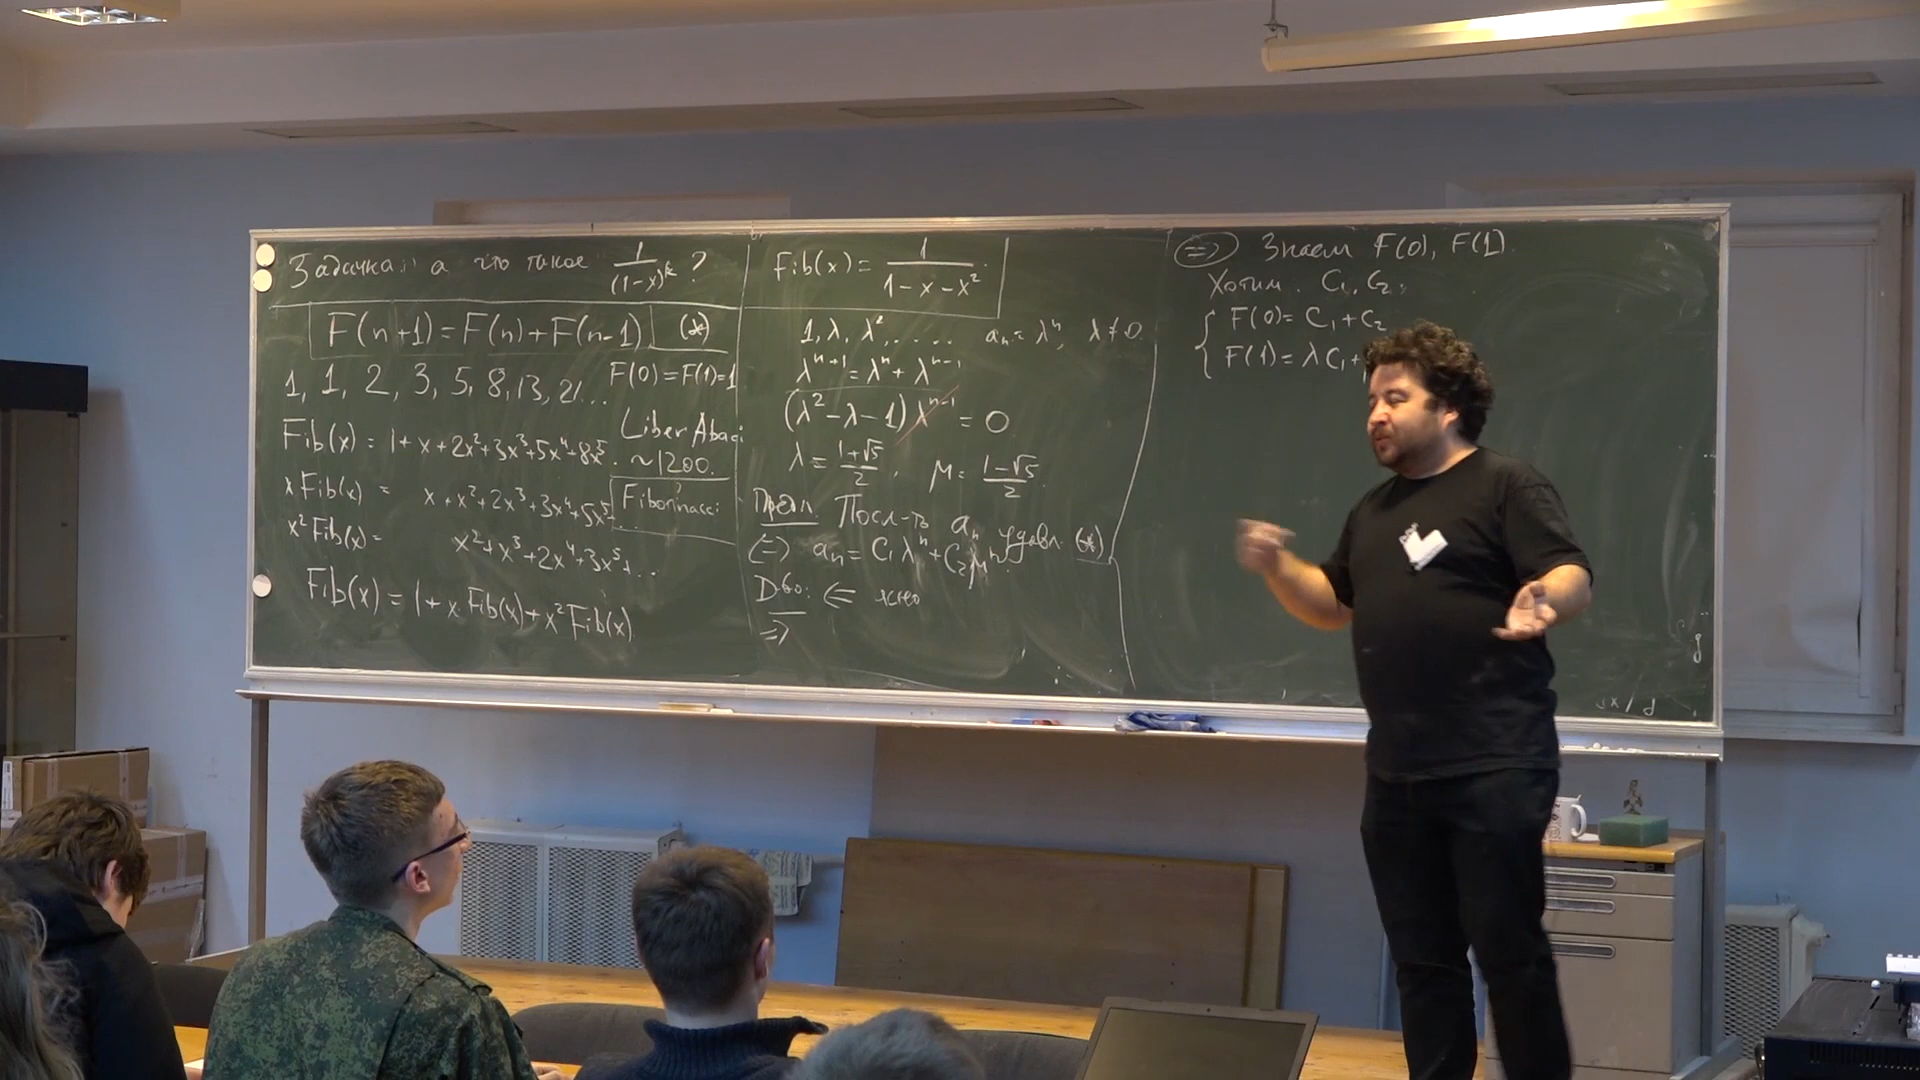 Задачка: а что такое 1/(1-x)^k ?
F(n+1) = F(n) + F(n-1) (*)
1, 1, 2, 3, 5, 8, 13, 21...
F(0) = F(1) = 1
Fib(x) = 1 + x + 2x² + 3x³ + 5x⁴ + 8x⁵
Liber Abaci
~1200.
x Fib(x) = x + x² + 2x³ + 3x⁴ + 5x⁵
Fibonacci
x² Fib(x) = x² + x³ + 2x⁴ + 3x⁵ + ...
Fib(x) = 1 + x Fib(x) + x² Fib(x)
Fib(x) = 1/(1-x-x²)
1, λ, λ², .... aₙ = λⁿ, λ ≠ 0.
λⁿ⁺¹ = λⁿ + λⁿ⁻¹
(λ² - λ - 1) λⁿ⁻¹ = 0
λ = (1+√5)/2, μ = (1-√5)/2.
Предл. Посл-ть aₙ удовл. (*)
(=) aₙ = C₁λⁿ + C₂μⁿ.
Д-во: <= ясно
=>
=> Знаем F(0), F(1).
Хотим C₁, C₂:
{ F(0) = C₁ + C₂
F(1) = λC₁ +